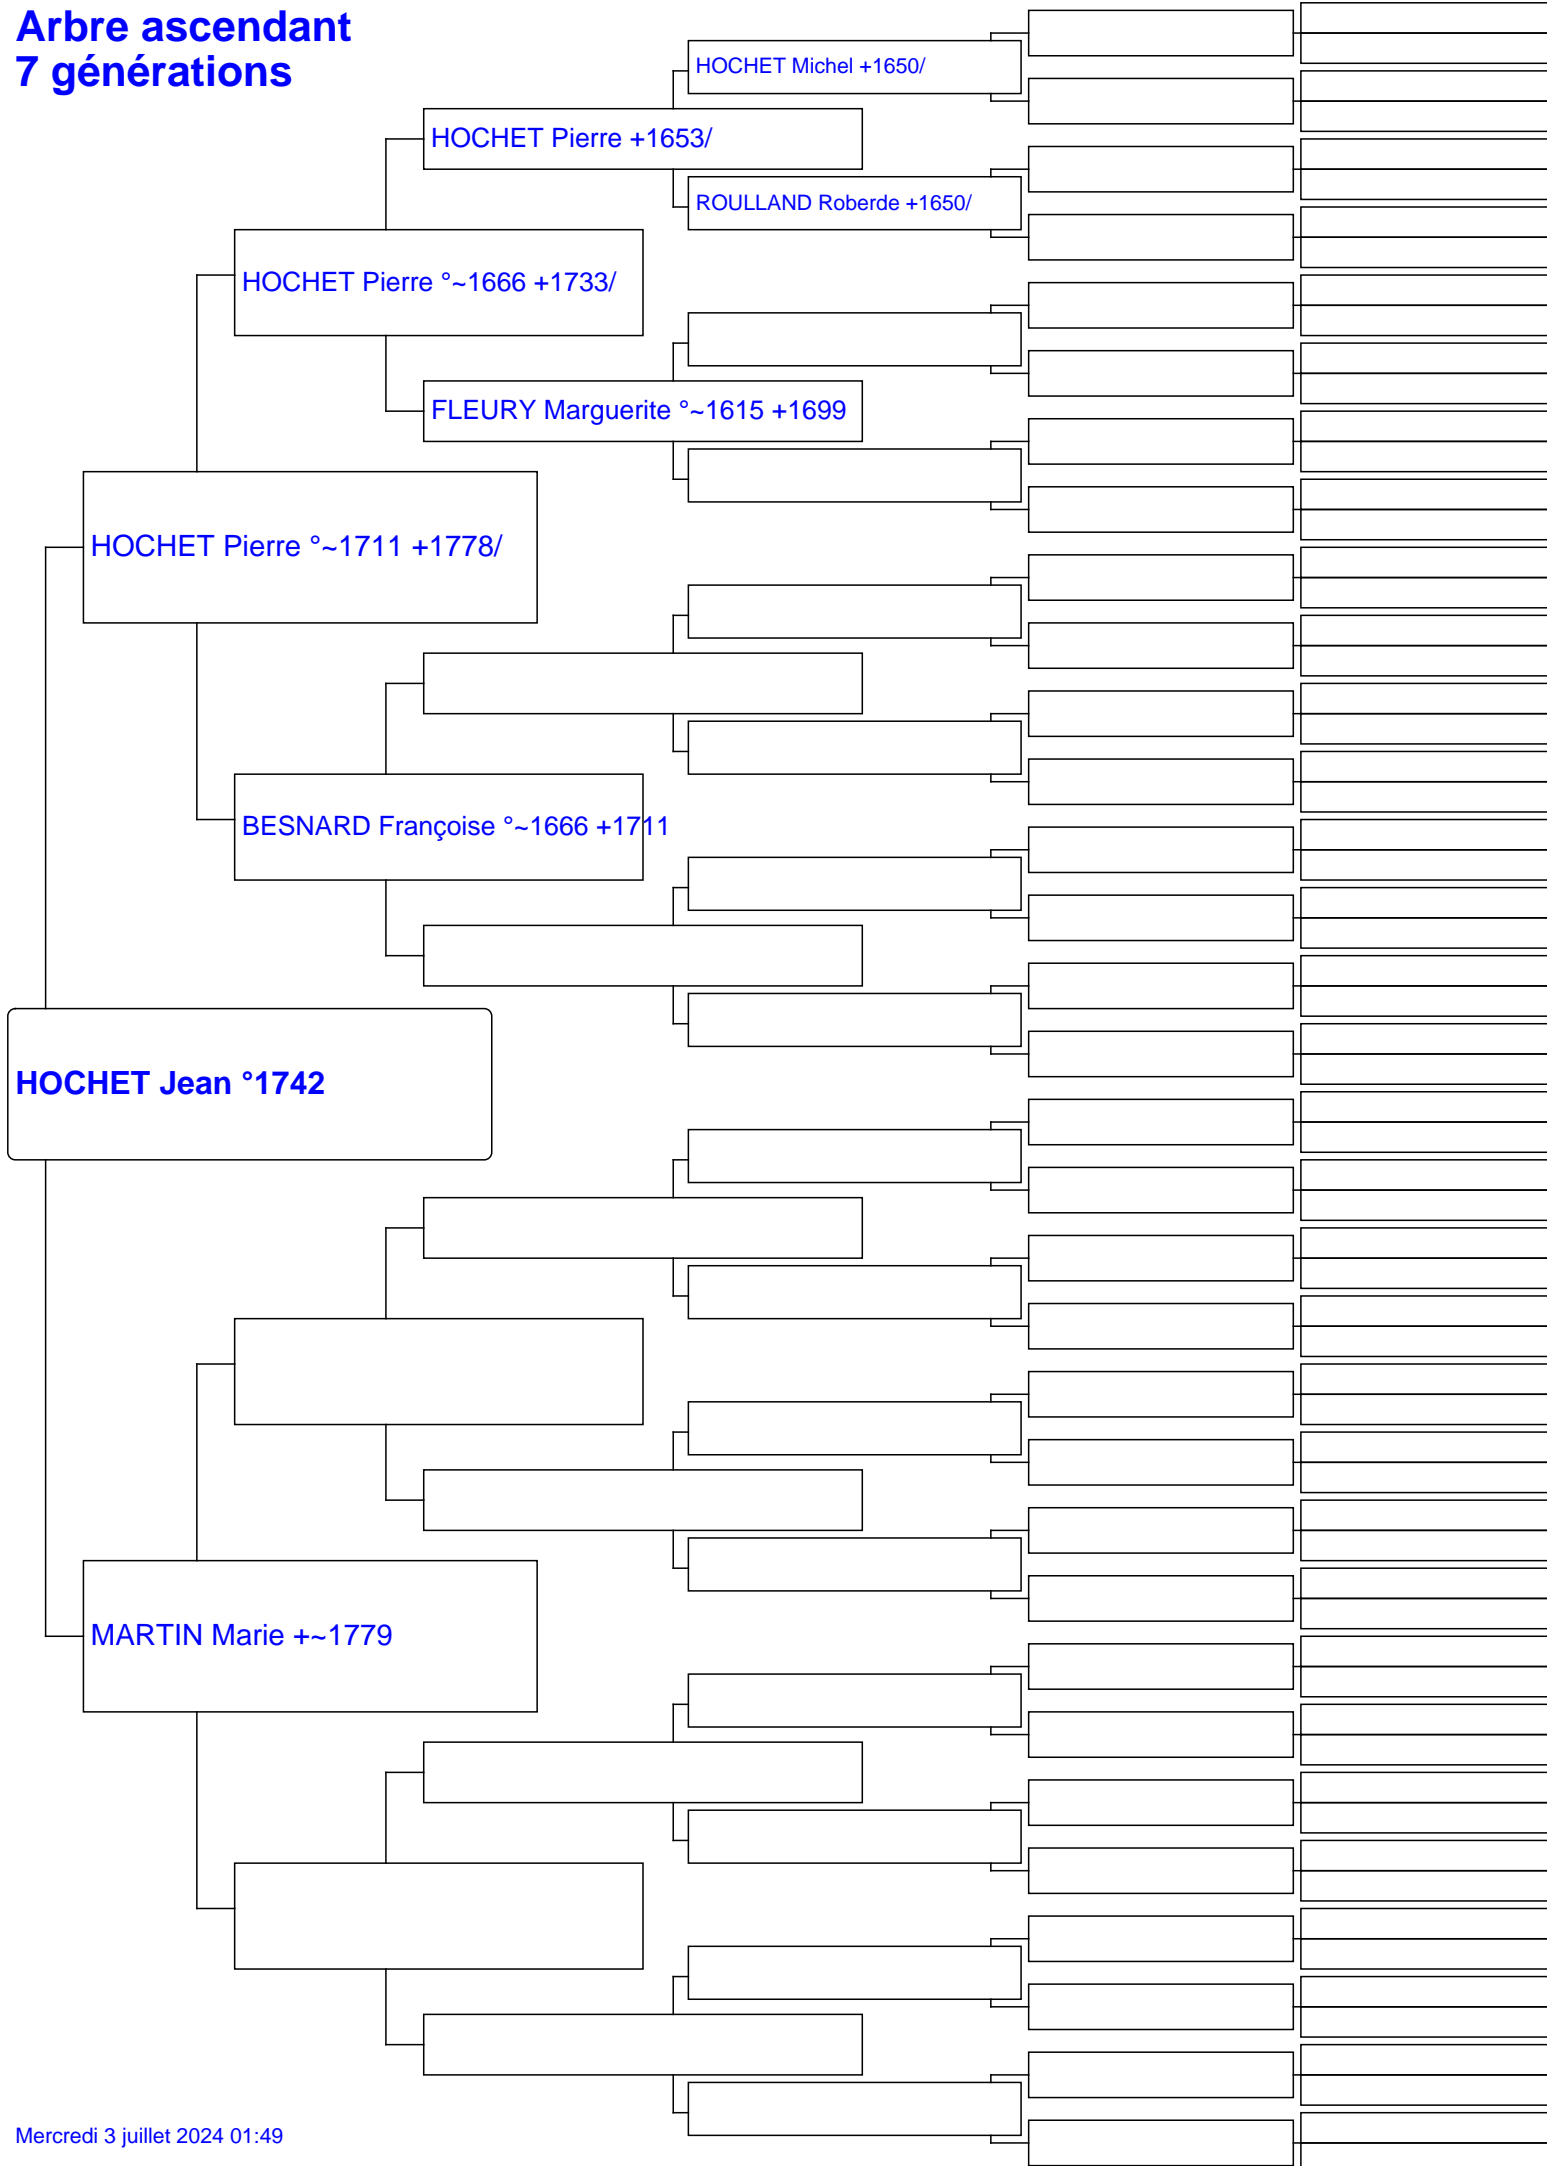 Arbre ascendant
7 générations
HOCHET Michel +1650/
HOCHET Pierre +1653/
ROULLAND Roberde +1650/
HOCHET Pierre °~1666 +1733/
FLEURY Marguerite °~1615 +1699
HOCHET Pierre °~1711 +1778/
BESNARD Françoise °~1666 +1711
HOCHET Jean °1742
MARTIN Marie +~1779
Mercredi 3 juillet 2024 01:49